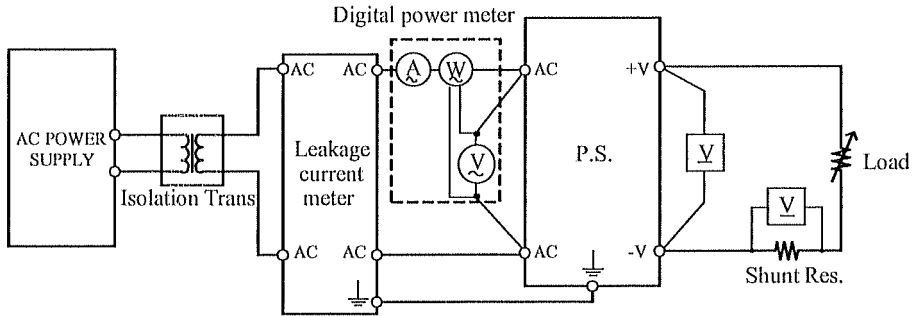 Digital power meter
AC POWER
SUPPLY
Isolation Trans
AC
AC
Leakage
current
meter
AC
AC
A
W
V
AC
AC
P.S.
+V
-V
V
V
Load
Shunt Res.